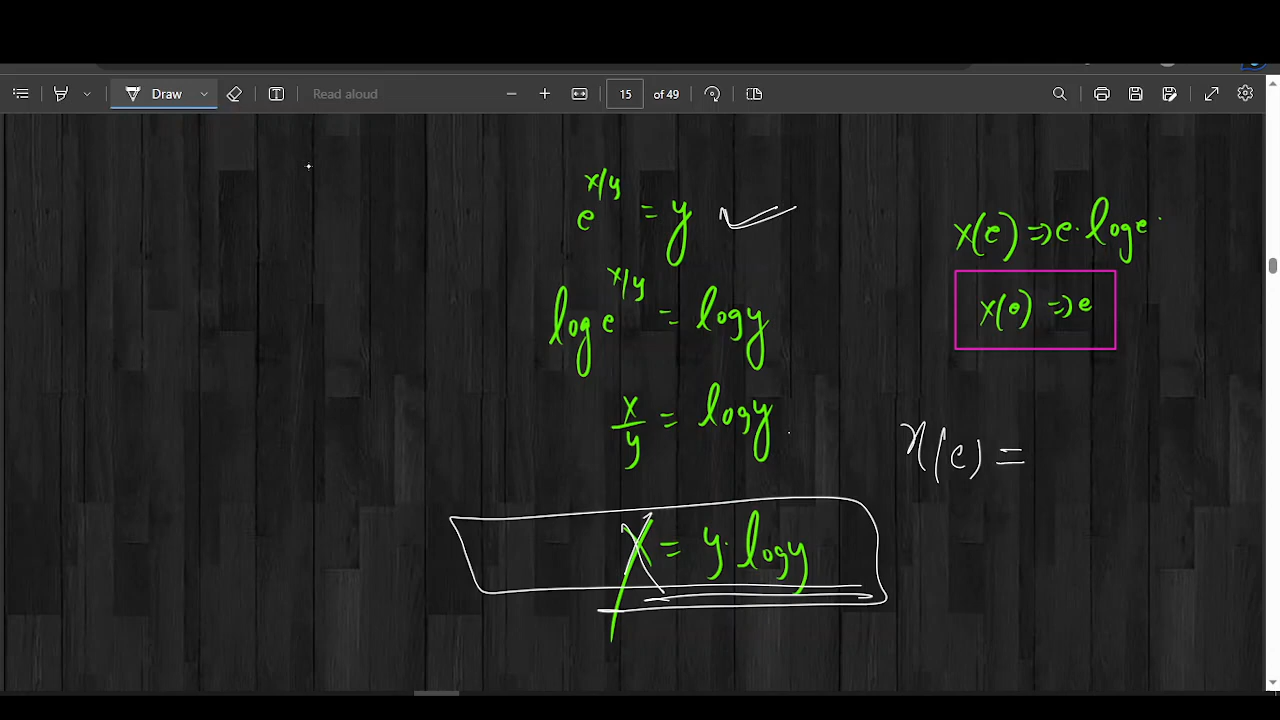 Draw Read aloud 15 of 49
e^{x/y} = y
log e^{x/y} = log y
x/y = log y
x = y · log y
x(e) => e · log e
x(e) => e
x(e) =